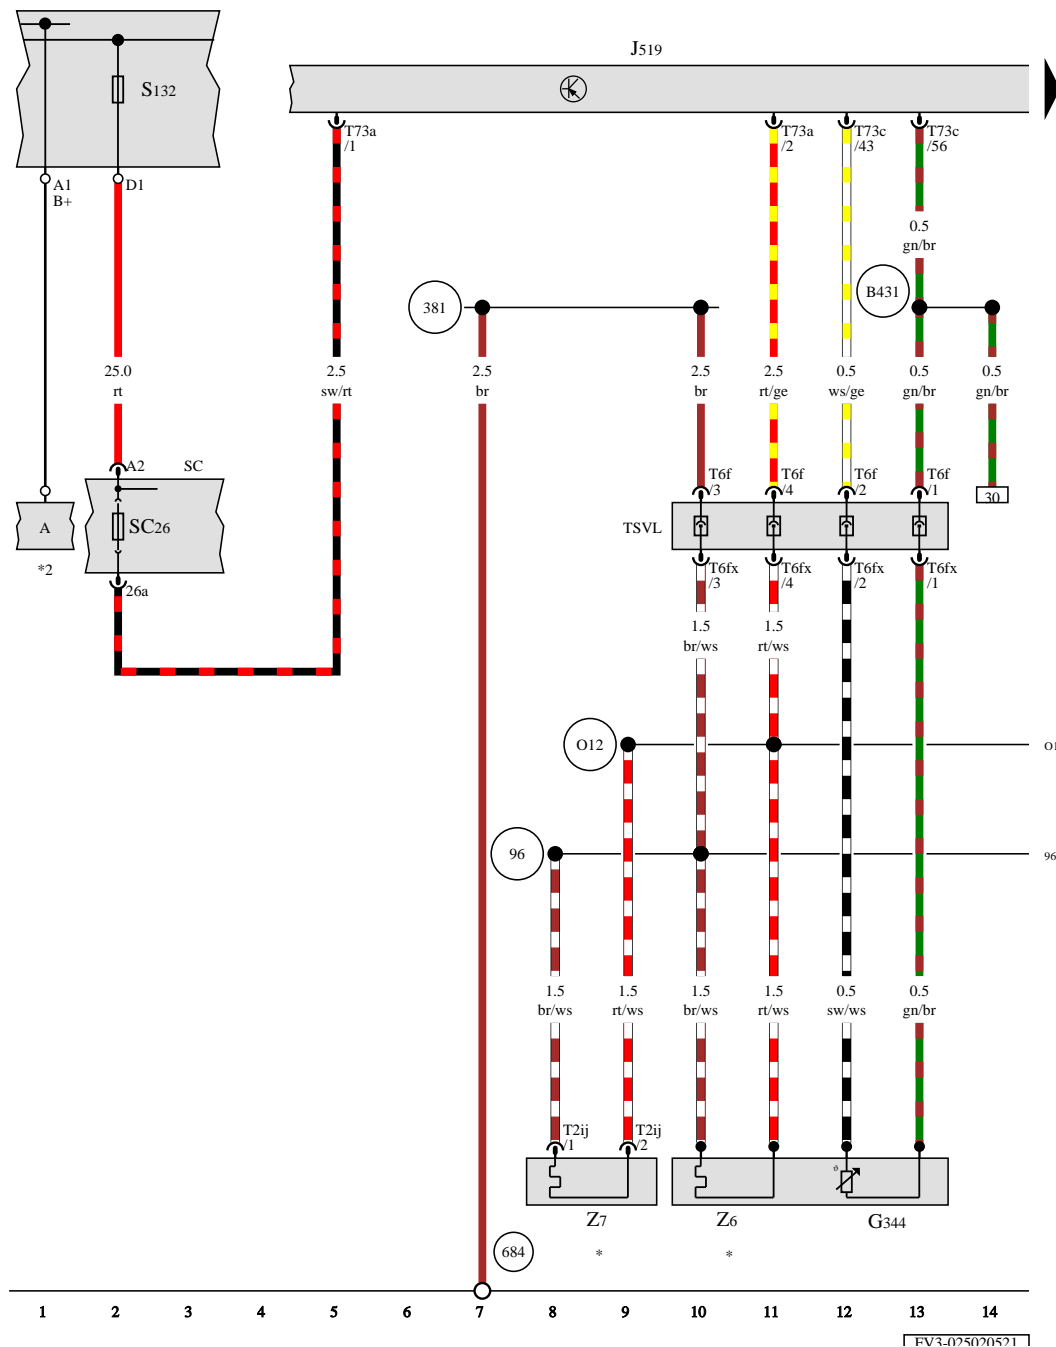 J519
S132
T73a
/1
T73a
/2
T73c
/43
T73c
/56
A1
B+
D1
0.5
gn/br
381
B431
25.0
rt
2.5
sw/rt
2.5
br
2.5
br
2.5
rt/ge
0.5
ws/ge
0.5
gn/br
0.5
gn/br
A2
SC
T6f
/3
T6f
/4
T6f
/2
T6f
/1
30
A
SC26
TSVL
*2
26a
T6fx
/3
T6fx
/4
T6fx
/2
T6fx
/1
1.5
br/ws
1.5
rt/ws
O12
96
96
1.5
br/ws
1.5
rt/ws
1.5
br/ws
1.5
rt/ws
0.5
sw/ws
0.5
gn/br
T2ij
/1
T2ij
/2
ϑ
Z7
Z6
G344
684
*
*
1 2 3 4 5 6 7 8 9 10 11 12 13 14
FV3-025020521